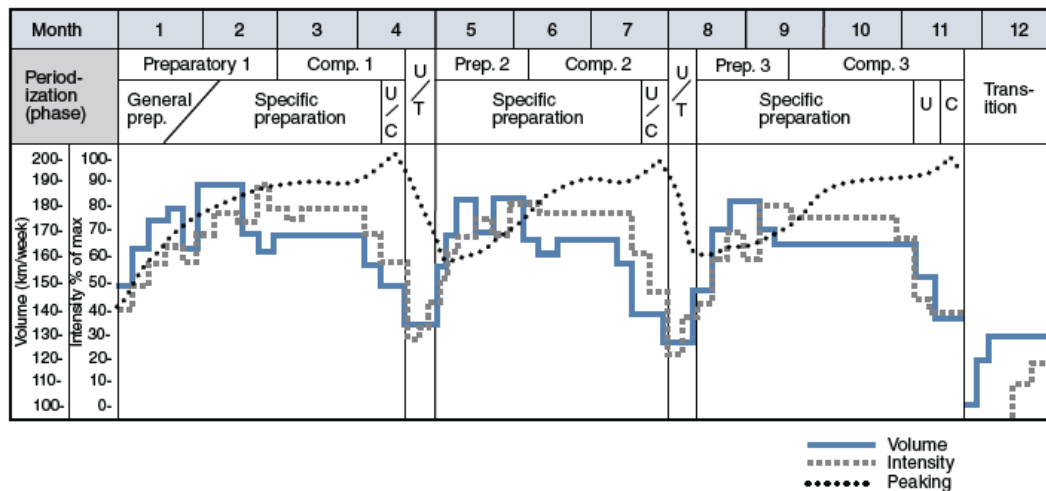 Month 1 2 3 4 5 6 7 8 9 10 11 12
Period-
ization
(phase)
Preparatory 1 Comp. 1 U/T Prep. 2 Comp. 2 U/T Prep. 3 Comp. 3
Trans-
ition
General
prep.
Specific
preparation
U/C
Specific
preparation
U/C
Specific
preparation
U C
Volume (km/week)
Intensity % of max
200- 100-
190- 90-
180- 80-
170- 70-
160- 60-
150- 50-
140- 40-
130- 30-
120- 20-
110- 10-
100- 0-
Volume
Intensity
Peaking